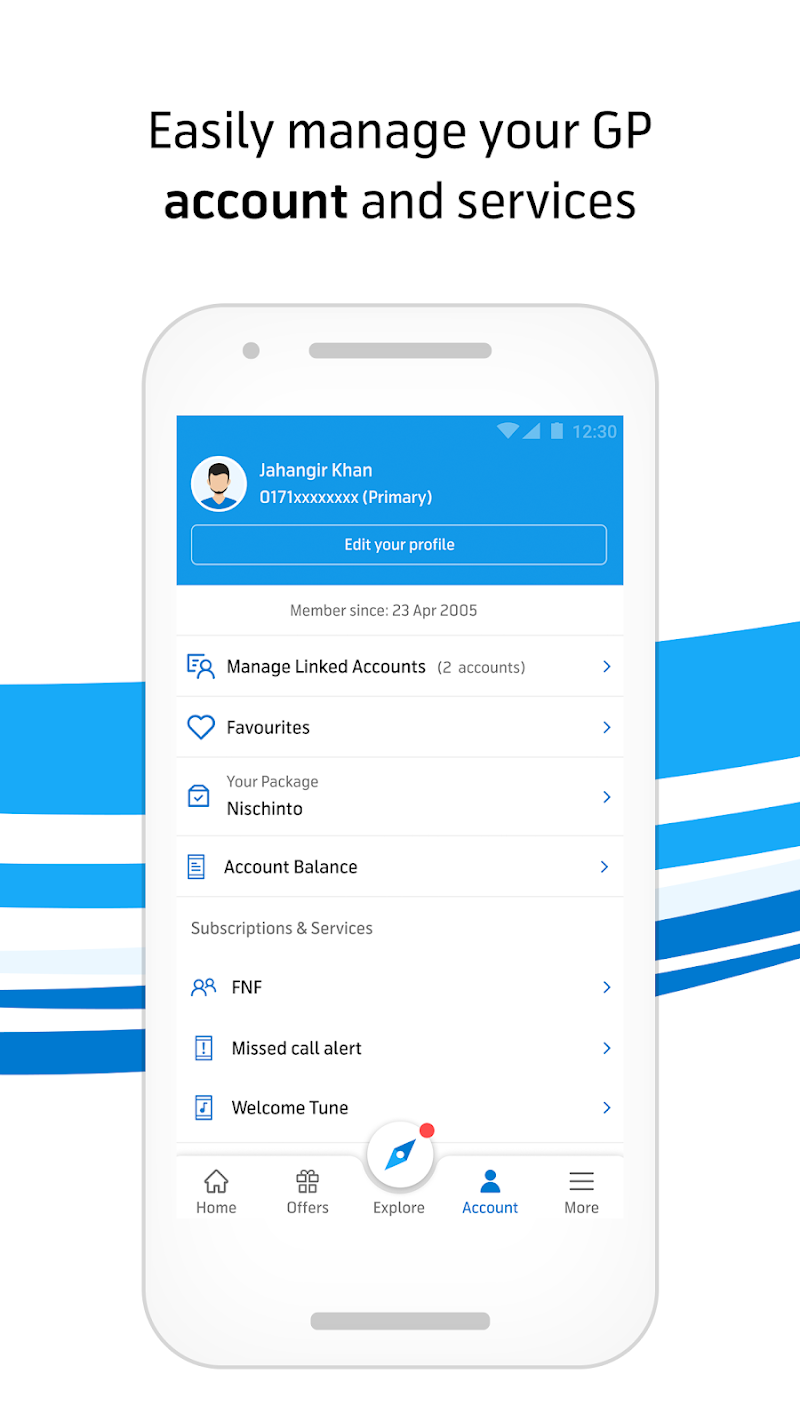 Easily manage your GP
account and services
12:30
Jahangir Khan
0171xxxxxxxx (Primary)
Edit your profile
Member since: 23 Apr 2005
Manage Linked Accounts (2 accounts)
Favourites
Your Package
Nischinto
Account Balance
Subscriptions & Services
FNF
Missed call alert
Welcome Tune
Home Offers Explore Account More